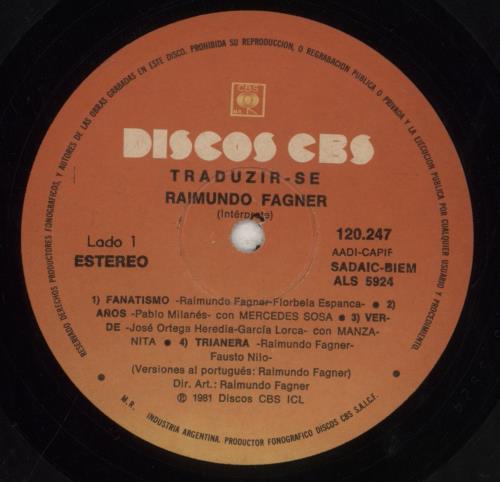 RESERVADO DERECHOS PRODUCTORES FONOGRAFICOS, Y AUTORES DE LAS OBRAS GRABADAS EN ESTE DISCO. PROHIBIDA SU REPRODUCCION, O REGRABACION PUBLICA O PRIVADA Y LA EJECUCION PUBLICA POR CUALQUIER USUARIO Y PROCEDIMIENTO.
CBS
M.R.
DISCOS CBS
TRADUZIR-SE
RAIMUNDO FAGNER
(Intérprete)
Lado 1
ESTEREO
120.247
AADI-CAPIF
SADAIC-BIEM
ALS 5924
1) FANATISMO -Raimundo Fagner-Florbela Espanca- ● 2)
AÑOS -Pablo Milanés- con MERCEDES SOSA ● 3) VER-
DE -José Ortega Heredia-García Lorca- con MANZA-
NITA ● 4) TRIANERA -Raimundo Fagner-
Fausto Nilo-
(Versiones al portugués: Raimundo Fagner)
Dir. Art.: Raimundo Fagner
℗ 1981 Discos CBS ICL
M.R. INDUSTRIA ARGENTINA. PRODUCTOR FONOGRAFICO DISCOS CBS S.A.I.C.F.